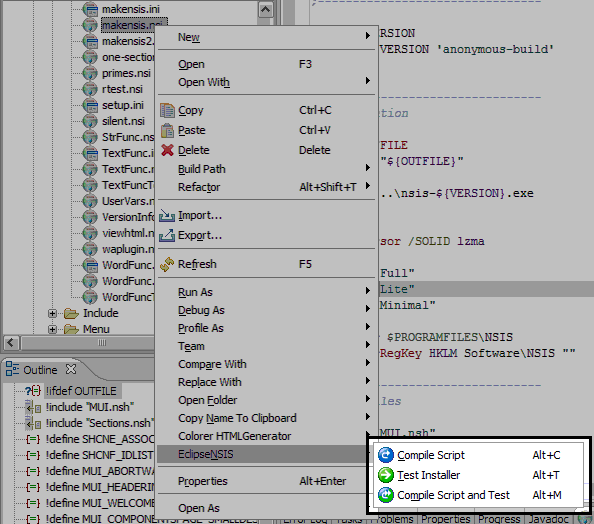 makensis.ini
makensis.nsi
makensis2.
one-section
primes.nsi
rtest.nsi
setup.ini
silent.nsi
StrFunc.ns
TextFunc.i
TextFunc.n
TextFuncTe
UserVars.n
VersionInfo
viewhtml.n
waplugin.n
WordFunc.
WordFunc.
WordFuncT
Include
Menu
Outline
!ifdef OUTFILE
!include "MUI.nsh"
!include "Sections.nsh"
!define SHCNE_ASSOC
!define SHCNF_IDLIST
!define MUI_ABORTWA
!define MUI_HEADERIM
!define MUI_WELCOME
!define MUI_COMPONENTSPAGE_SMALLDES
New
Open F3
Open With
Copy Ctrl+C
Paste Ctrl+V
Delete Delete
Build Path
Refactor Alt+Shift+T
Import...
Export...
Refresh F5
Run As
Debug As
Profile As
Team
Compare With
Replace With
Open Folder
Copy Name To Clipboard
Colorer HTMLGenerator
EclipseNSIS
Properties Alt+Enter
Open As
Compile Script Alt+C
Test Installer Alt+T
Compile Script and Test Alt+M
;--------------------------------
ERSION
VERSION 'anonymous-build'
--------------------------------
ction
FILE
"${OUTFILE}"
..\nsis-${VERSION}.exe
sor /SOLID lzma
Full"
Lite"
Minimal"
$PROGRAMFILES\NSIS
RegKey HKLM Software\NSIS ""
--------------------------------
les
MUI.nsh"
Error Log Tasks Problems Properties Progress Javadoc